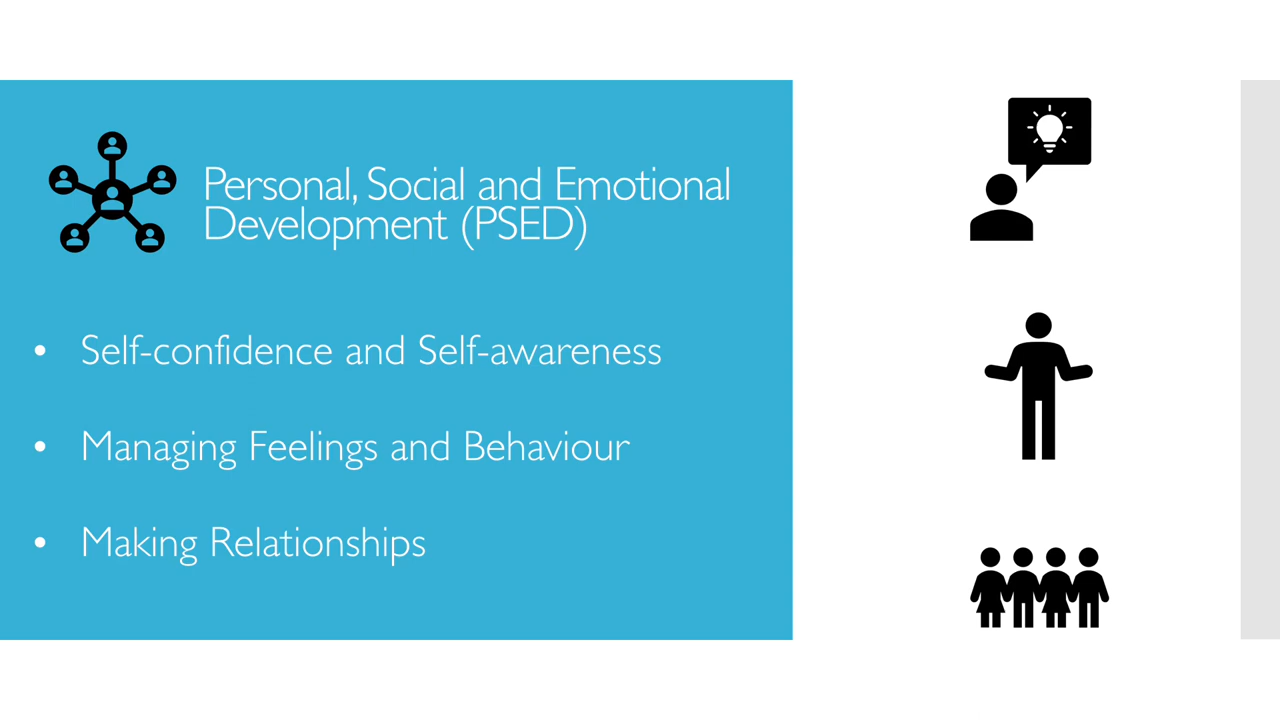 Personal, Social and Emotional
Development (PSED)
• Self-confidence and Self-awareness
• Managing Feelings and Behaviour
• Making Relationships